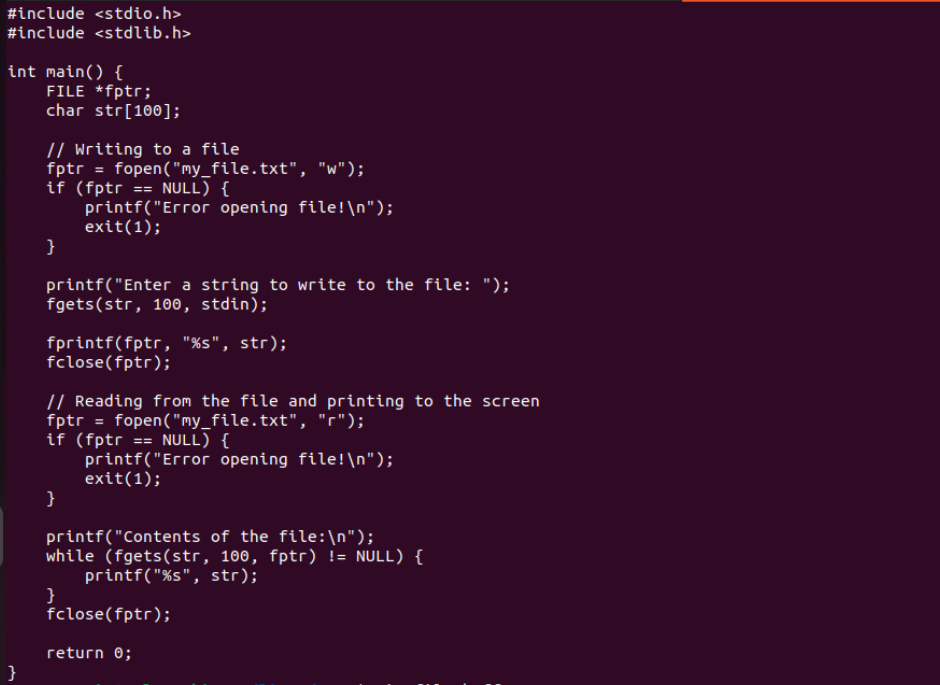 #include <stdio.h>
#include <stdlib.h>

int main() {
    FILE *fptr;
    char str[100];

    // Writing to a file
    fptr = fopen("my_file.txt", "w");
    if (fptr == NULL) {
        printf("Error opening file!\n");
        exit(1);
    }

    printf("Enter a string to write to the file: ");
    fgets(str, 100, stdin);

    fprintf(fptr, "%s", str);
    fclose(fptr);

    // Reading from the file and printing to the screen
    fptr = fopen("my_file.txt", "r");
    if (fptr == NULL) {
        printf("Error opening file!\n");
        exit(1);
    }

    printf("Contents of the file:\n");
    while (fgets(str, 100, fptr) != NULL) {
        printf("%s", str);
    }
    fclose(fptr);

    return 0;
}